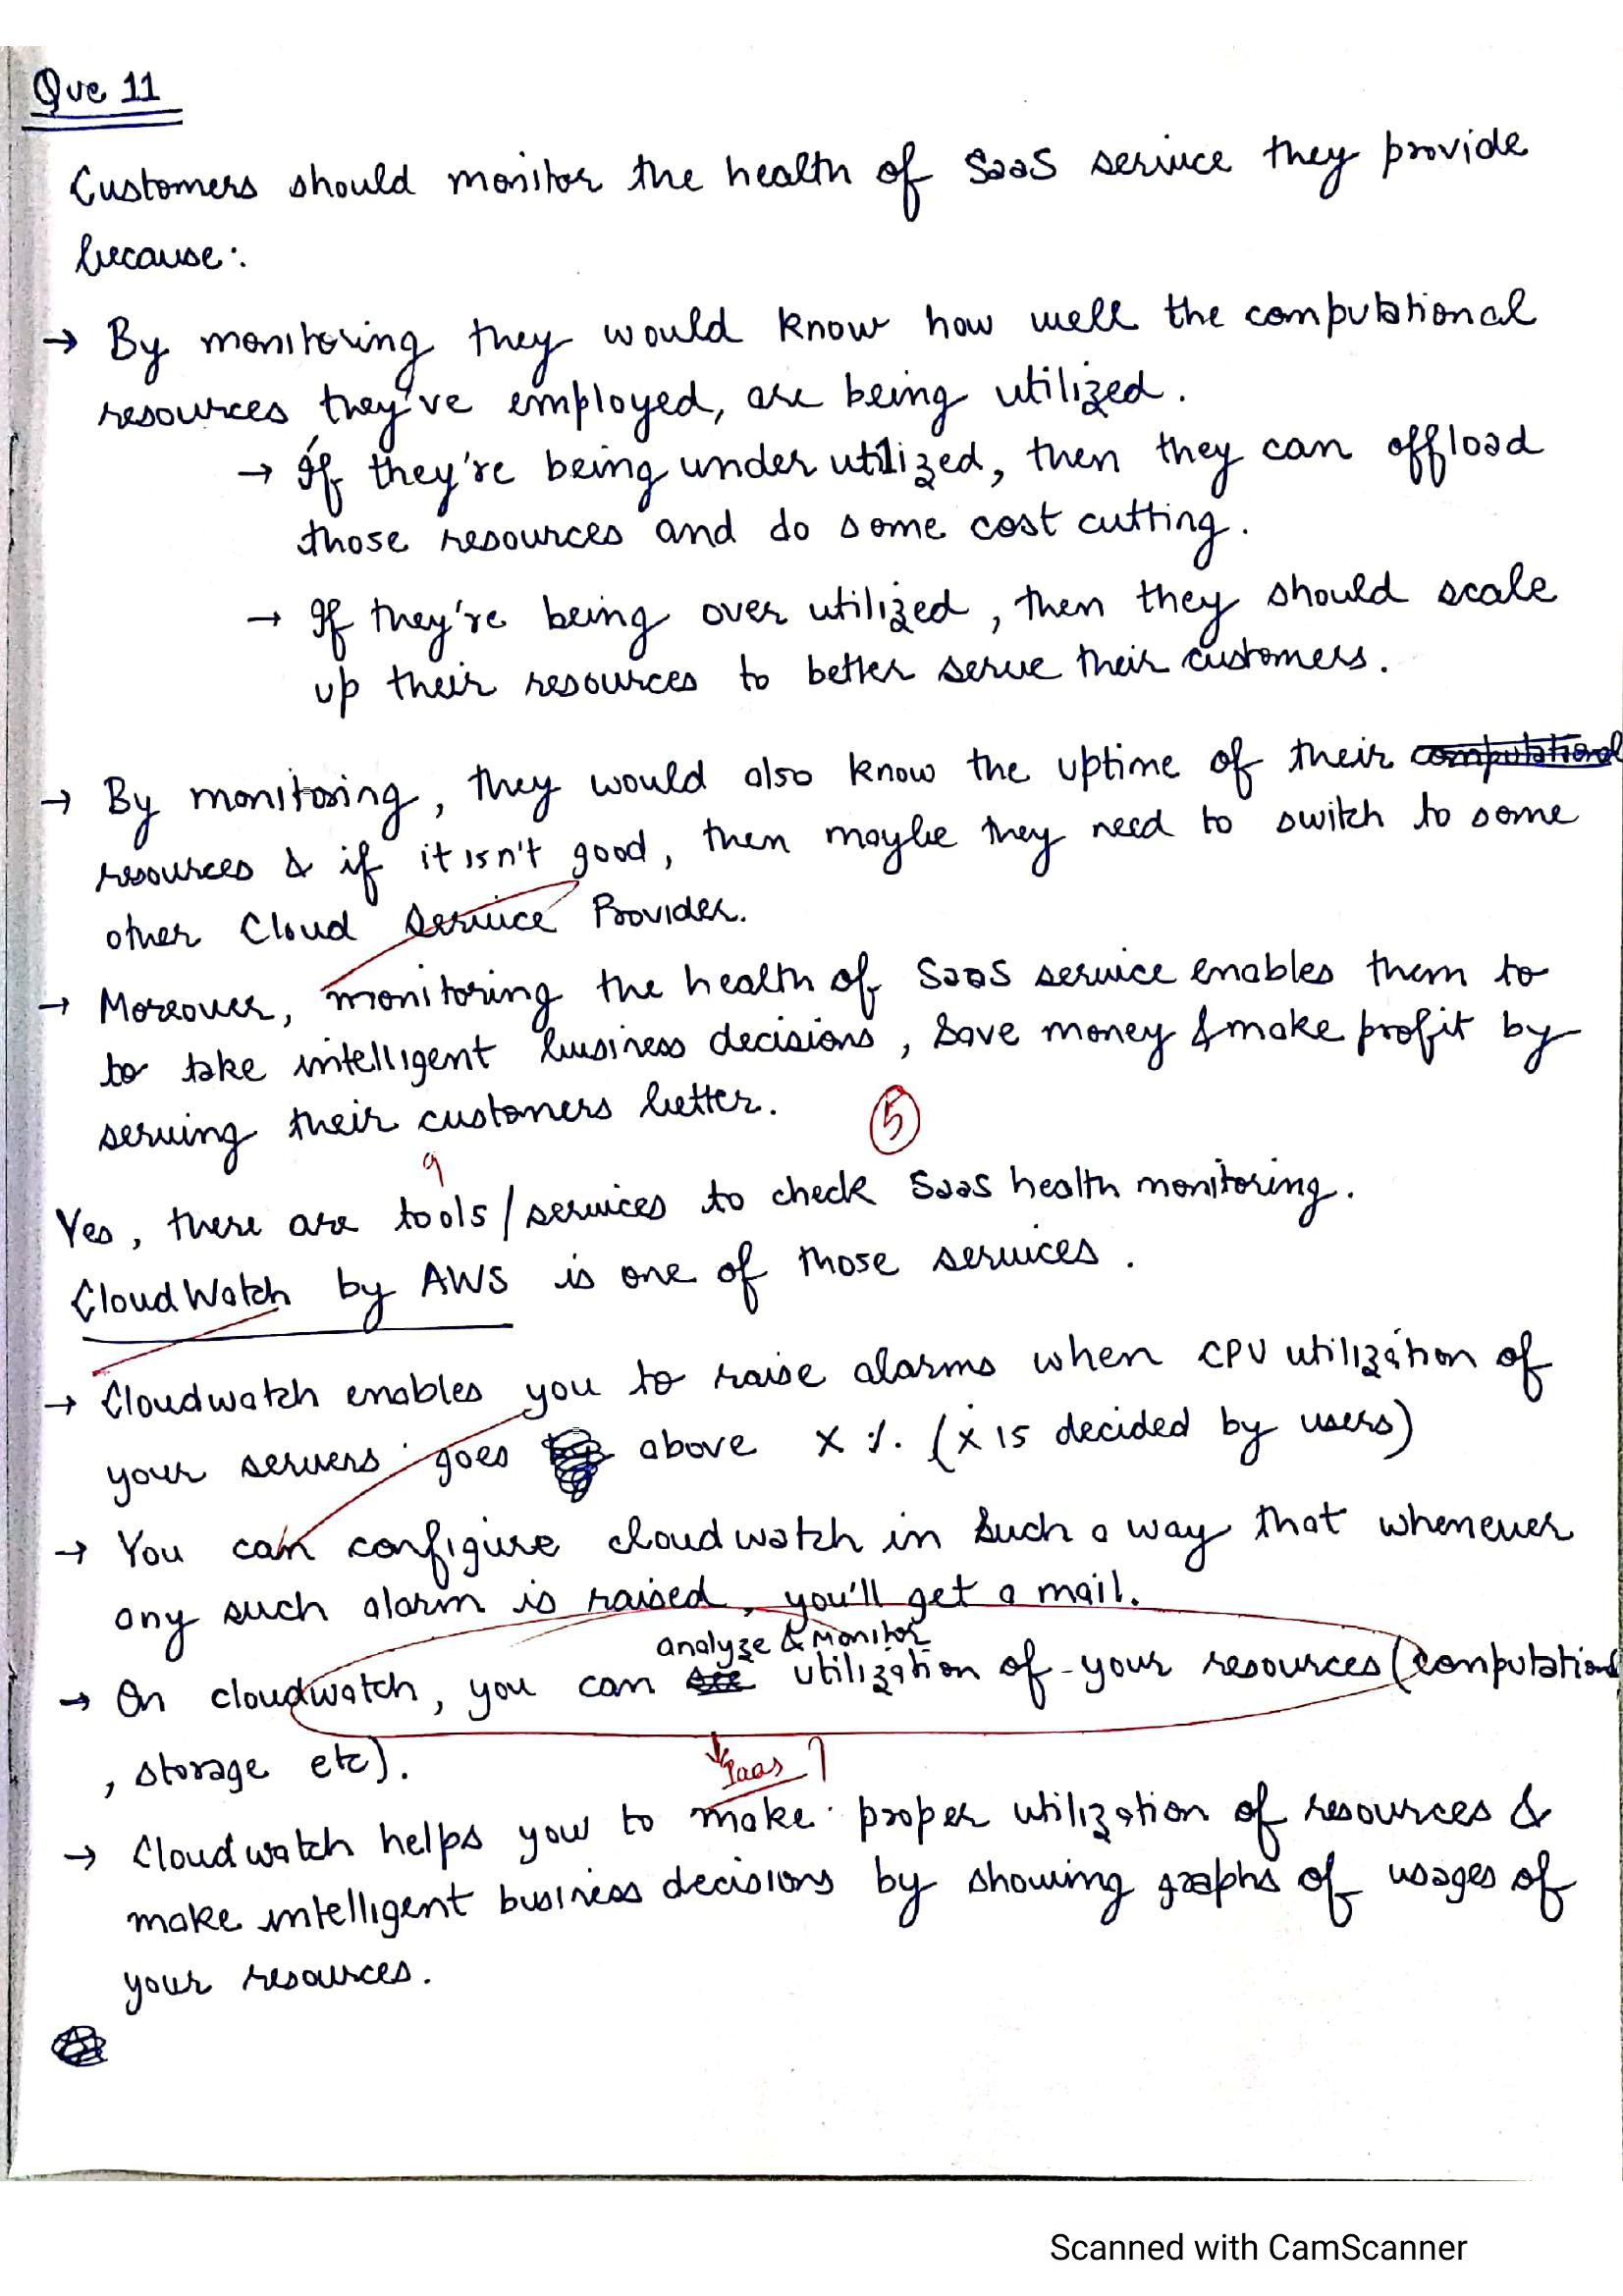 Que 11
Customers should monitor the health of SaaS service they provide
because:
→ By monitoring they would know how well the computational
resources they've employed, are being utilized.
→ If they're being under utilized, then they can offload
those resources and do some cost cutting.
→ If they're being over utilized, then they should scale
up their resources to better serve their customers.
→ By monitoring, they would also know the uptime of their computational
resources & if it isn't good, then maybe they need to switch to some
other Cloud Service Provider.
→ Moreover, monitoring the health of SaaS service enables them to
to take intelligent business decisions, save money & make profit by
serving their customers better.
5
Yes, there are tools/services to check SaaS health monitoring.
CloudWatch by AWS is one of those services.
→ Cloudwatch enables you to raise alarms when CPU utilization of
your servers goes above X %. (X is decided by users)
→ You can configure cloudwatch in such a way that whenever
any such alarm is raised, you'll get a mail.
analyze & monitor
→ On cloudwatch, you can utilization of your resources (computation
, storage etc).
→ Cloudwatch helps you to make proper utilization of resources &
make intelligent business decisions by showing graphs of usages of
your resources.
Scanned with CamScanner